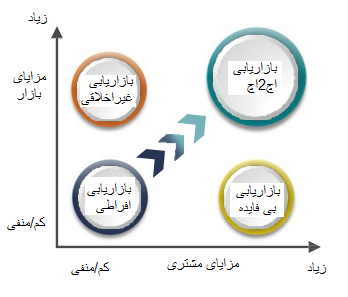 زیاد
مزایای
بازار
بازاریابی
غیراخلاقی
بازاریابی
اچ2اچ
بازاریابی
افراطی
بازاریابی
بی فایده
کم/منفی
کم/منفی
مزایای مشتری
زیاد